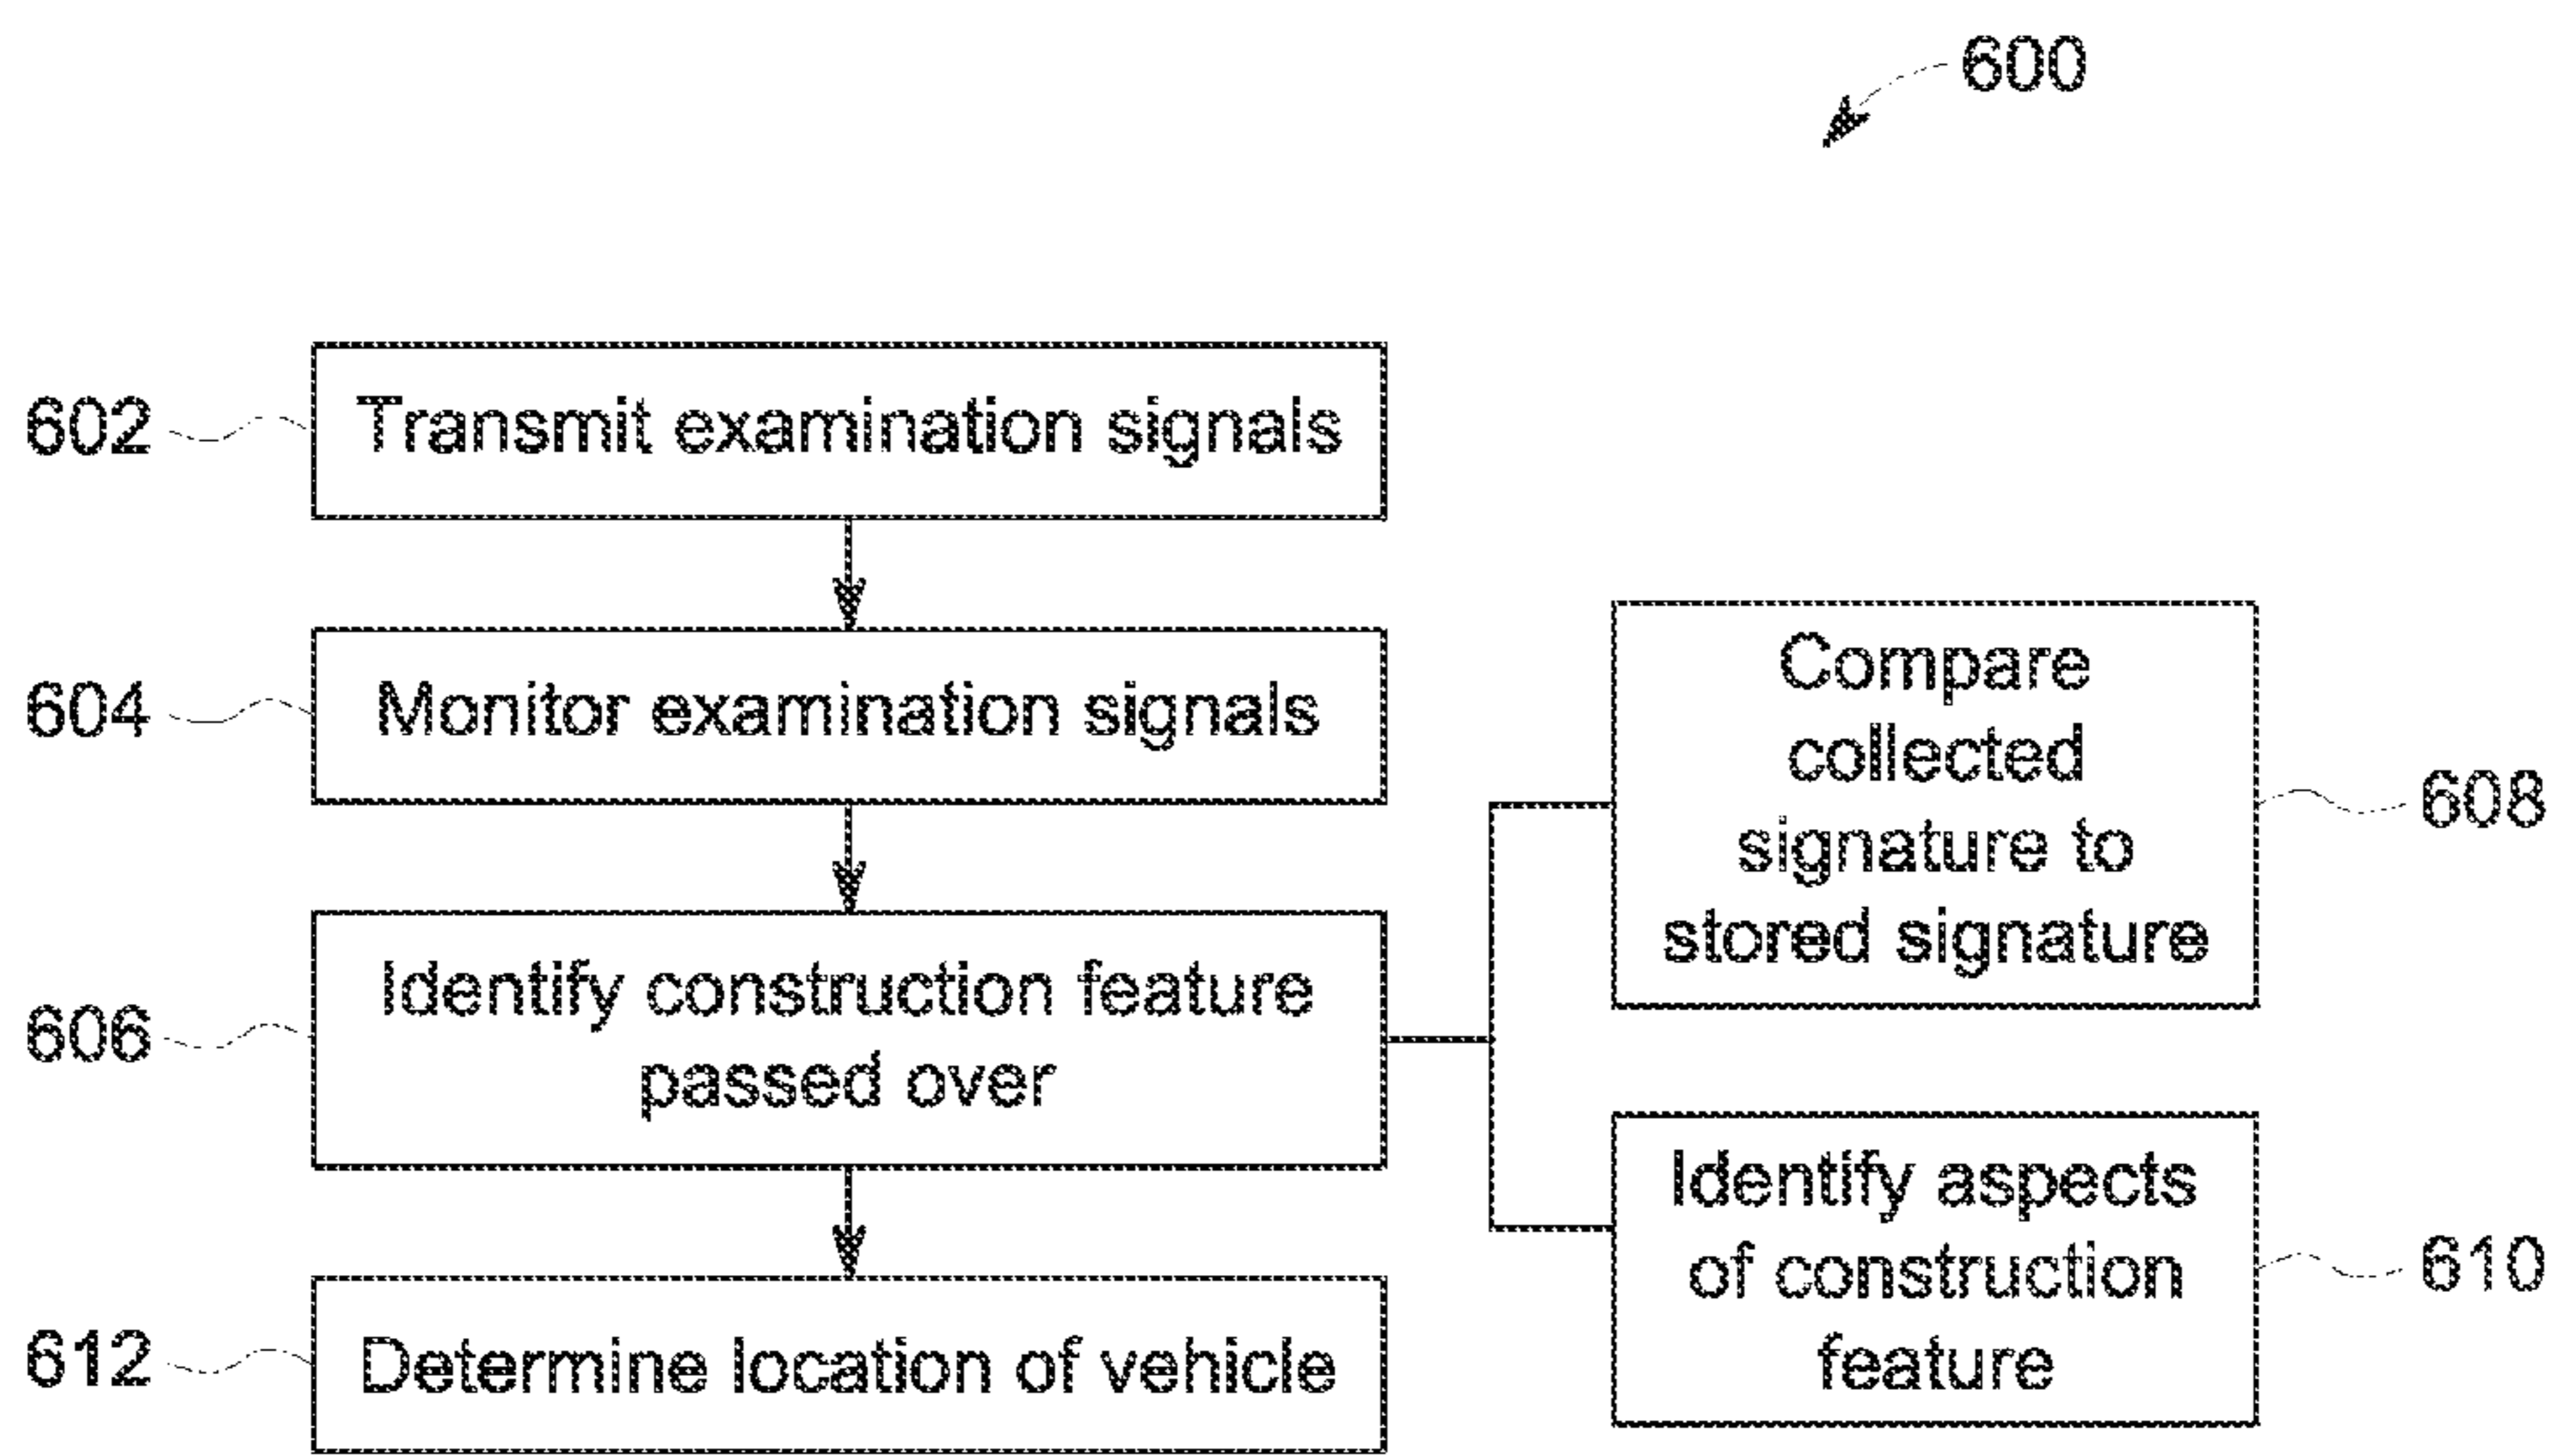 600
602
Transmit examination signals
604
Monitor examination signals
606
Identify construction feature
passed over
608
Compare
collected
signature to
stored signature
610
Identify aspects
of construction
feature
612
Determine location of vehicle